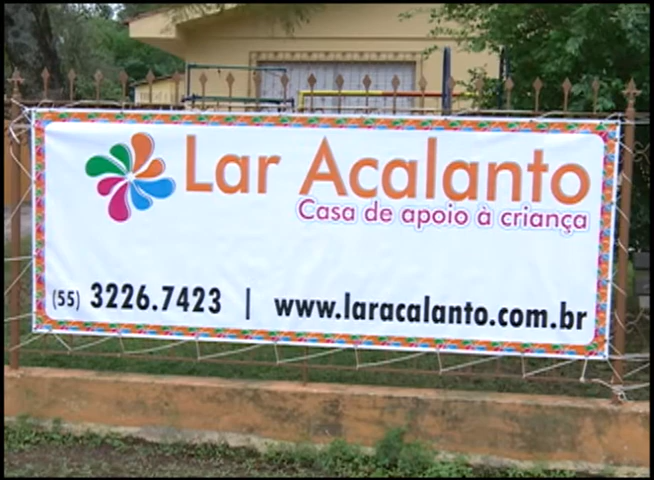 Lar Acalanto
Casa de apoio à criança
(55) 3226.7423 | www.laracalanto.com.br